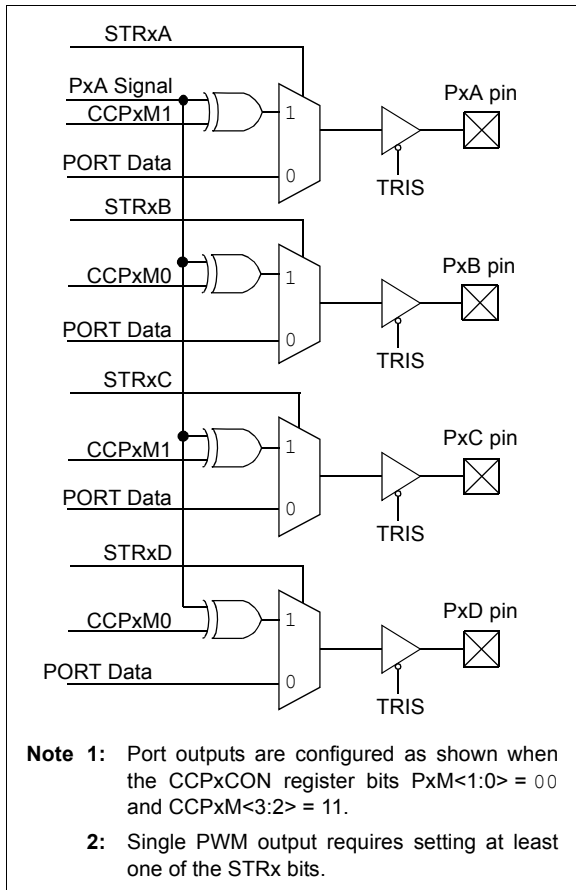 STRxA
PxA Signal
CCPxM1
1
PORT Data
0
TRIS
PxA pin
STRxB
CCPxM0
1
PORT Data
0
TRIS
PxB pin
STRxC
CCPxM1
1
PORT Data
0
TRIS
PxC pin
STRxD
CCPxM0
1
PORT Data
0
TRIS
PxD pin
Note 1: Port outputs are configured as shown when
the CCPxCON register bits PxM<1:0> = 00
and CCPxM<3:2> = 11.
2: Single PWM output requires setting at least
one of the STRx bits.